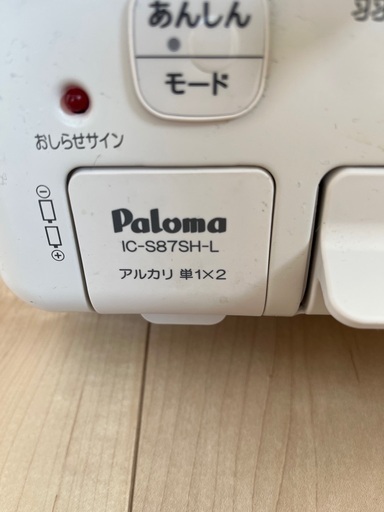 あんしん
モード
おしらせサイン
Paloma
IC-S87SH-L
アルカリ 単1×2